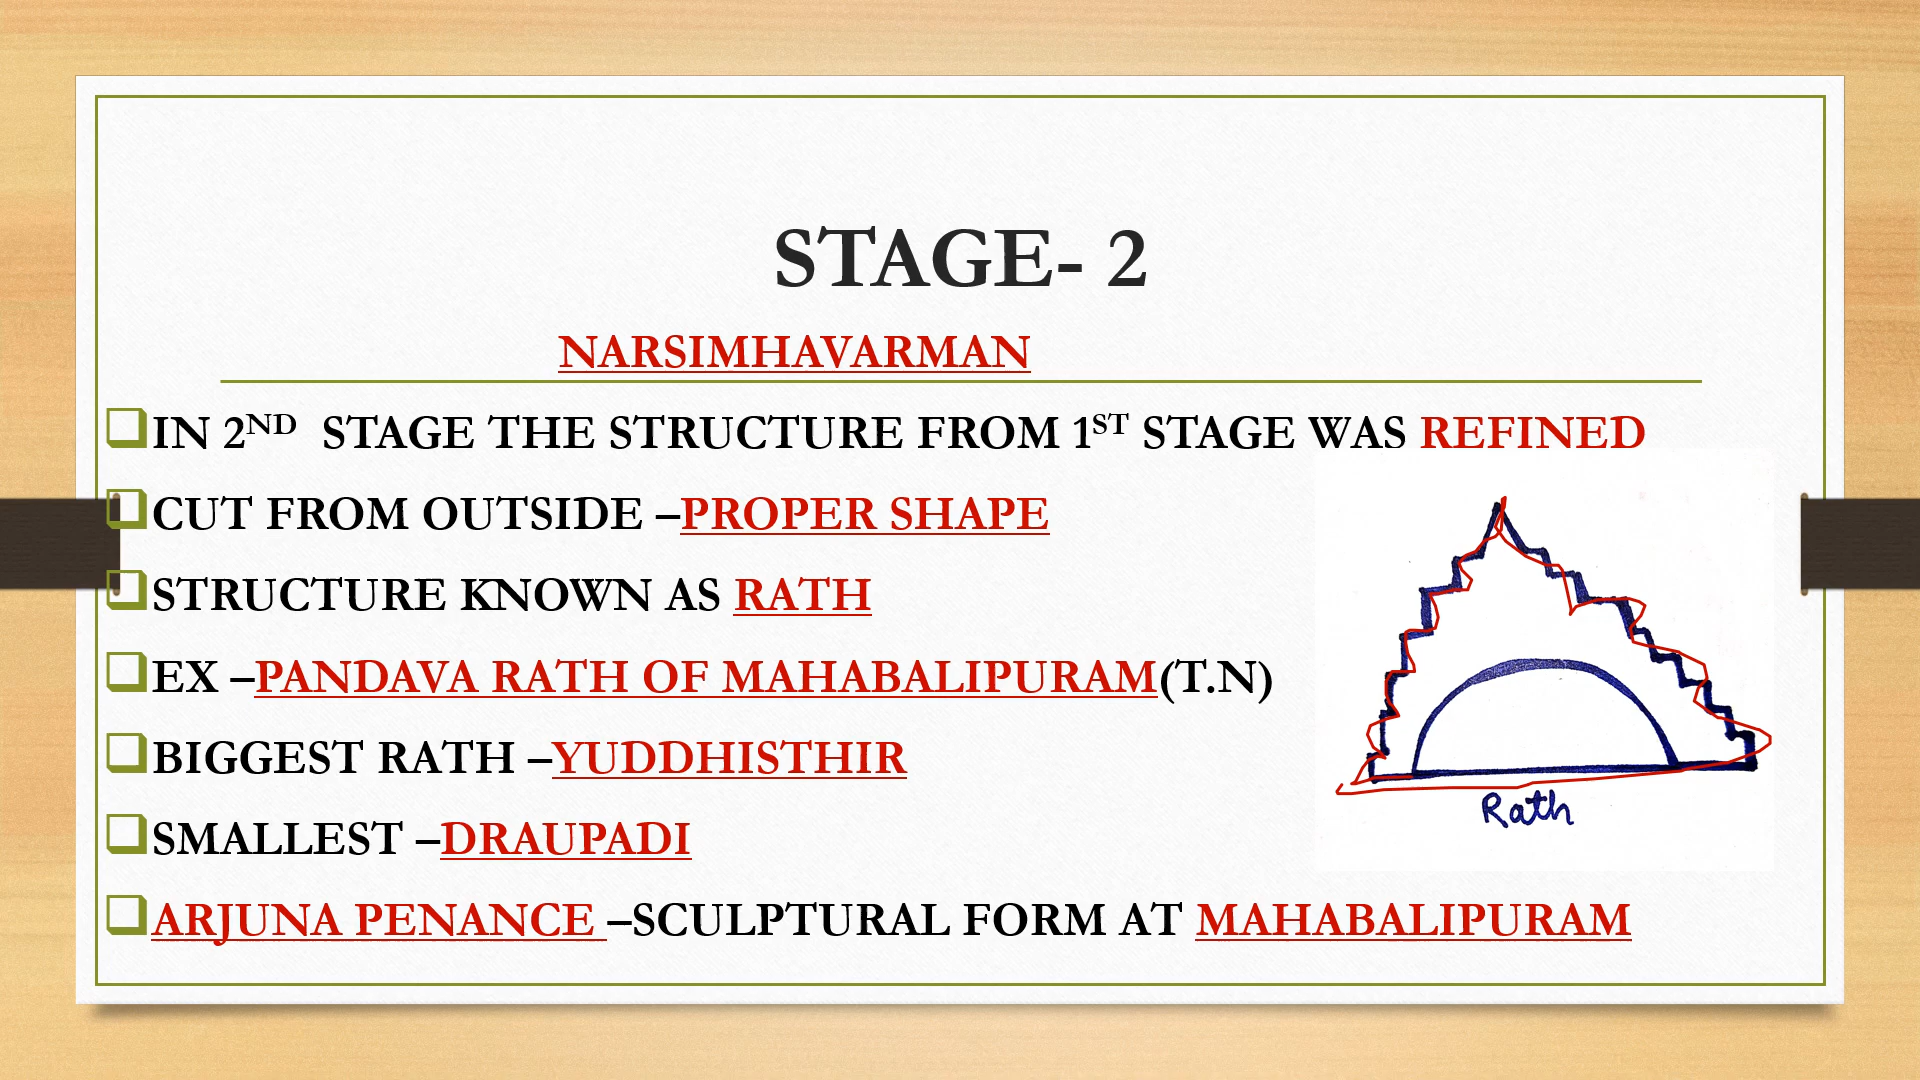 STAGE- 2
NARSIMHAVARMAN
IN 2ND STAGE THE STRUCTURE FROM 1ST STAGE WAS REFINED
CUT FROM OUTSIDE –PROPER SHAPE
STRUCTURE KNOWN AS RATH
EX –PANDAVA RATH OF MAHABALIPURAM(T.N)
BIGGEST RATH –YUDDHISTHIR
SMALLEST –DRAUPADI
ARJUNA PENANCE –SCULPTURAL FORM AT MAHABALIPURAM
Rath